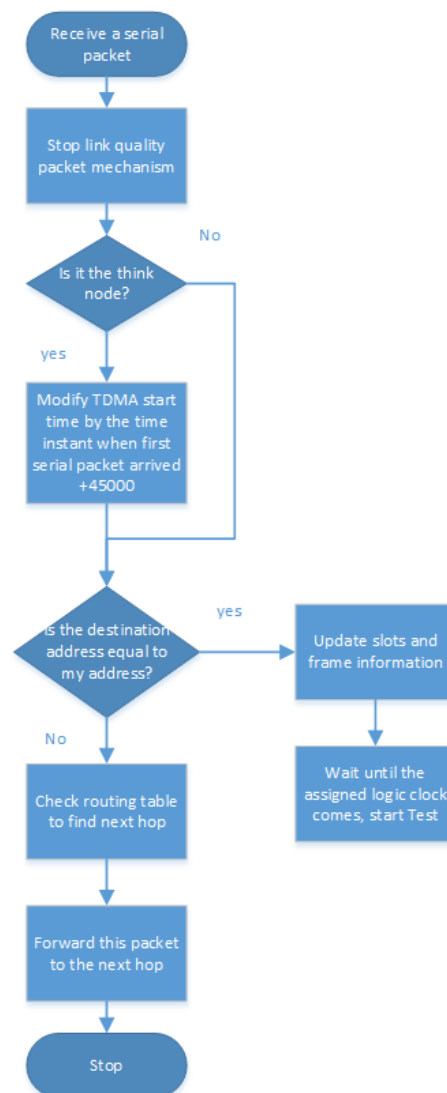 Receive a serial
packet
Stop link quality
packet mechanism
No
Is it the think
node?
yes
Modify TDMA start
time by the time
instant when first
serial packet arrived
+45000
Is the destination
address equal to
my address?
yes
Update slots and
frame information
Wait until the
assigned logic clock
comes, start Test
No
Check routing table
to find next hop
Forward this packet
to the next hop
Stop